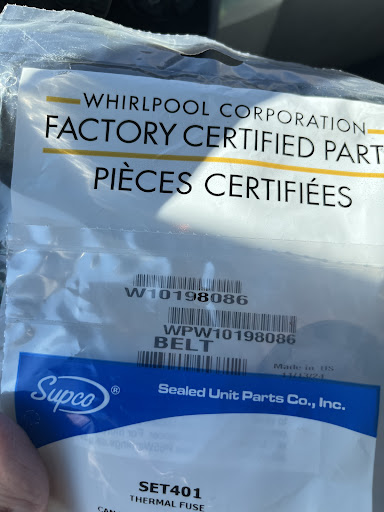 WHIRLPOOL CORPORATION
FACTORY CERTIFIED PART
PIÈCES CERTIFIÉES
W10198086
WPW10198086
BELT
Made in US
Supco®
Sealed Unit Parts Co., Inc.
SET401
THERMAL FUSE